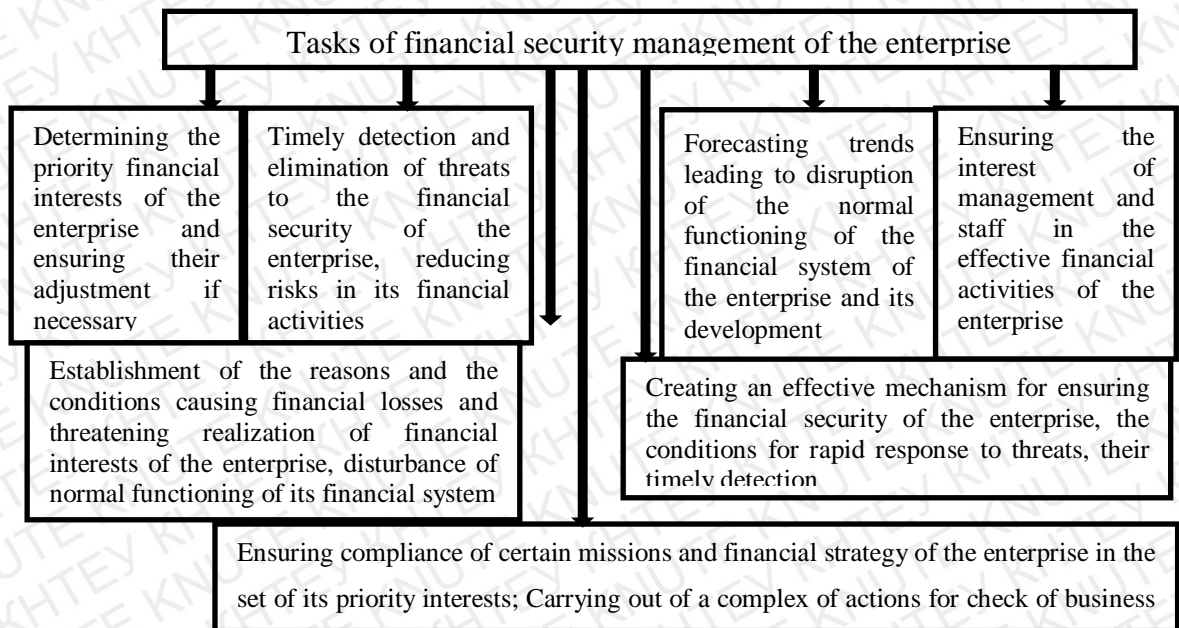 Tasks of financial security management of the enterprise
Determining the
priority financial
interests of the
enterprise and
ensuring their
adjustment if
necessary
Timely detection and
elimination of threats
to the financial
security of the
enterprise, reducing
risks in its financial
activities
Forecasting trends
leading to disruption
of the normal
functioning of the
financial system of
the enterprise and its
development
Ensuring the
interest of
management and
staff in the
effective financial
activities of the
enterprise
Establishment of the reasons and the
conditions causing financial losses and
threatening realization of financial
interests of the enterprise, disturbance of
normal functioning of its financial system
Creating an effective mechanism for ensuring
the financial security of the enterprise, the
conditions for rapid response to threats, their
timely detection
Ensuring compliance of certain missions and financial strategy of the enterprise in the
set of its priority interests; Carrying out of a complex of actions for check of business